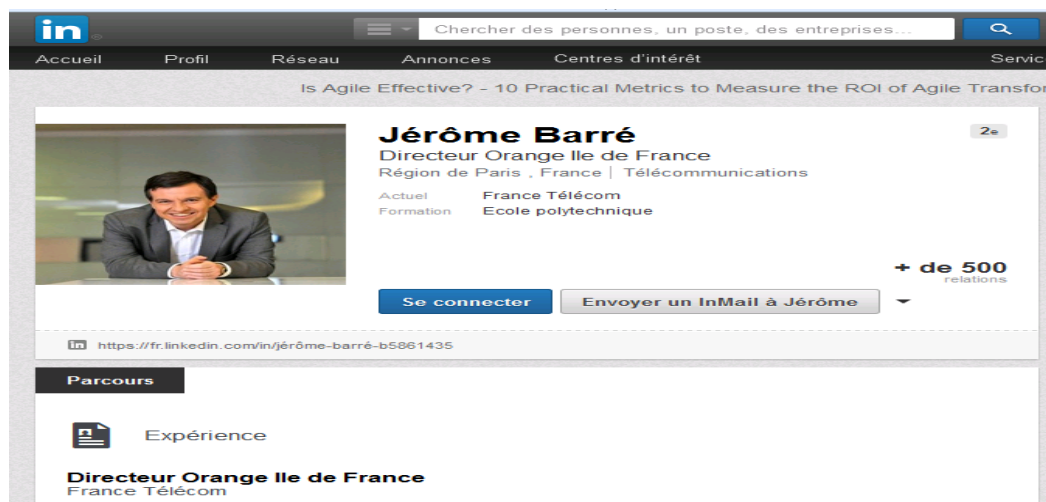 in
Chercher des personnes, un poste, des entreprises...
Accueil Profil Réseau Annonces Centres d'intérêt Servic
Is Agile Effective? - 10 Practical Metrics to Measure the ROI of Agile Transfor
Jérôme Barré
2e
Directeur Orange Ile de France
Région de Paris , France | Télécommunications
Actuel France Télécom
Formation Ecole polytechnique
+ de 500
relations
Se connecter Envoyer un InMail à Jérôme
in https://fr.linkedin.com/in/jérôme-barré-b5861435
Parcours
Expérience
Directeur Orange Ile de France
France Télécom